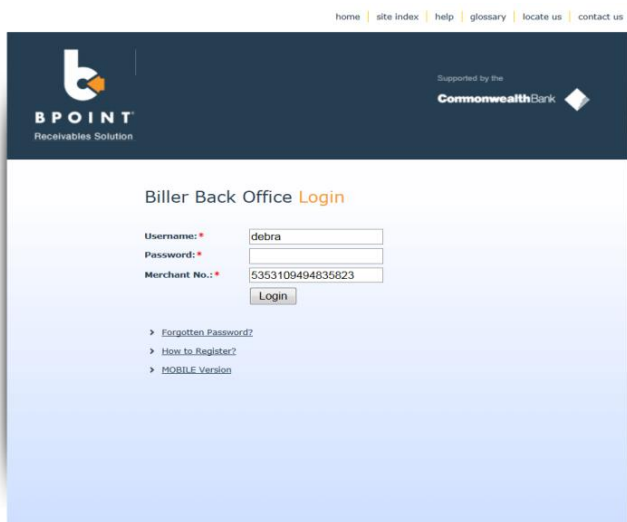 home | site index | help | glossary | locate us | contact us
BPOINT
Receivables Solution
Supported by the
CommonwealthBank
Biller Back Office Login
Username:* debra
Password:*
Merchant No.:* 5353109494835823
Login
Forgotten Password?
How to Register?
MOBILE Version